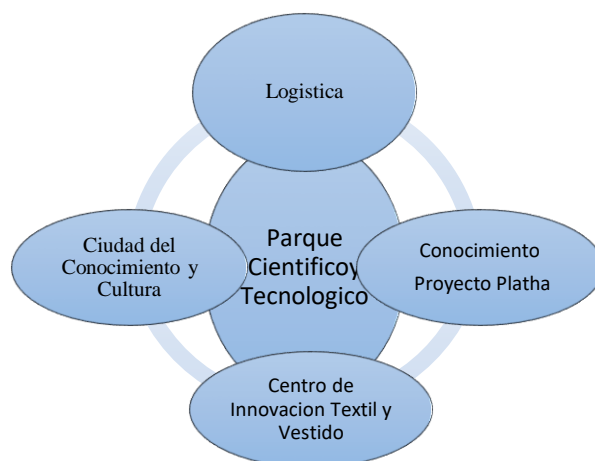 Logistica
Ciudad del
Conocimiento y
Cultura
Parque
Cientificoy
Tecnologico
Conocimiento
Proyecto Platha
Centro de
Innovacion Textil y
Vestido